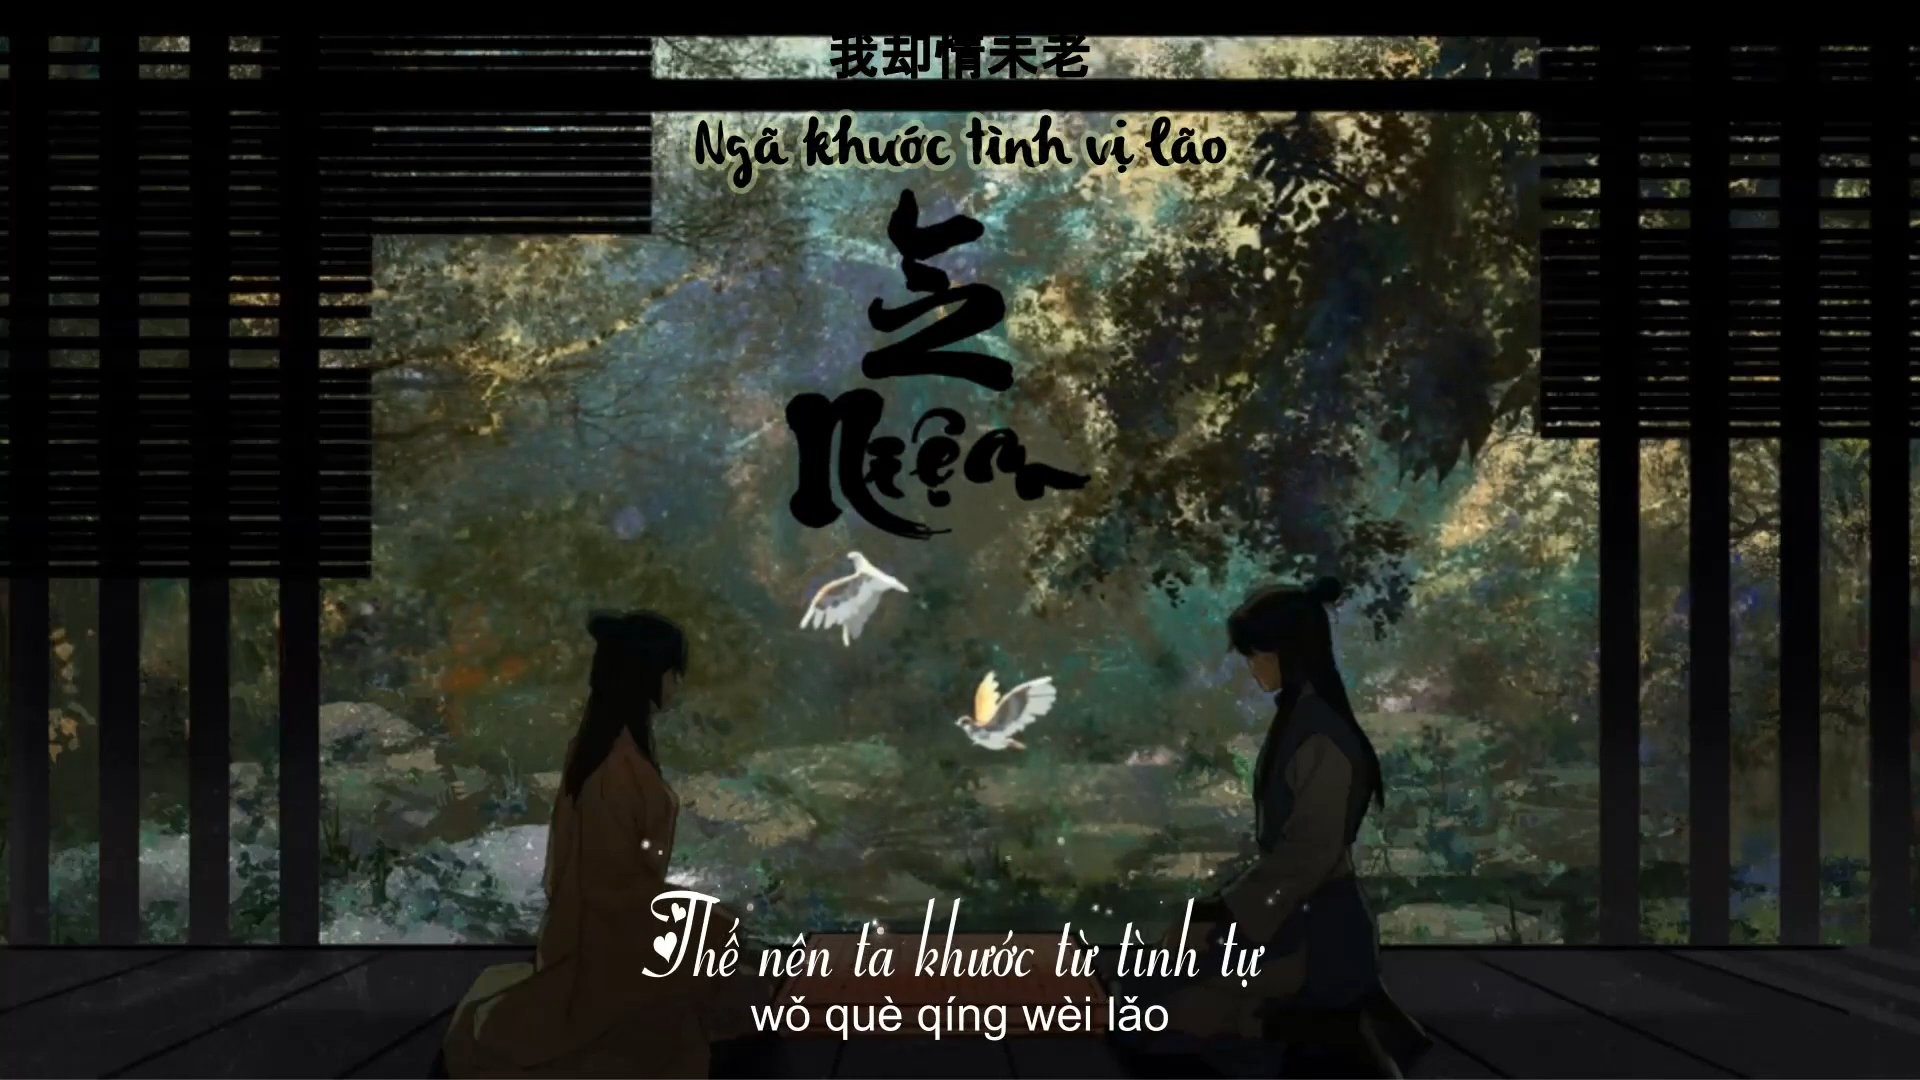 我却情未老
Ngã khước tình vị lão
Niệm
Thế nên ta khước từ tình tự
wǒ què qíng wèi lǎo